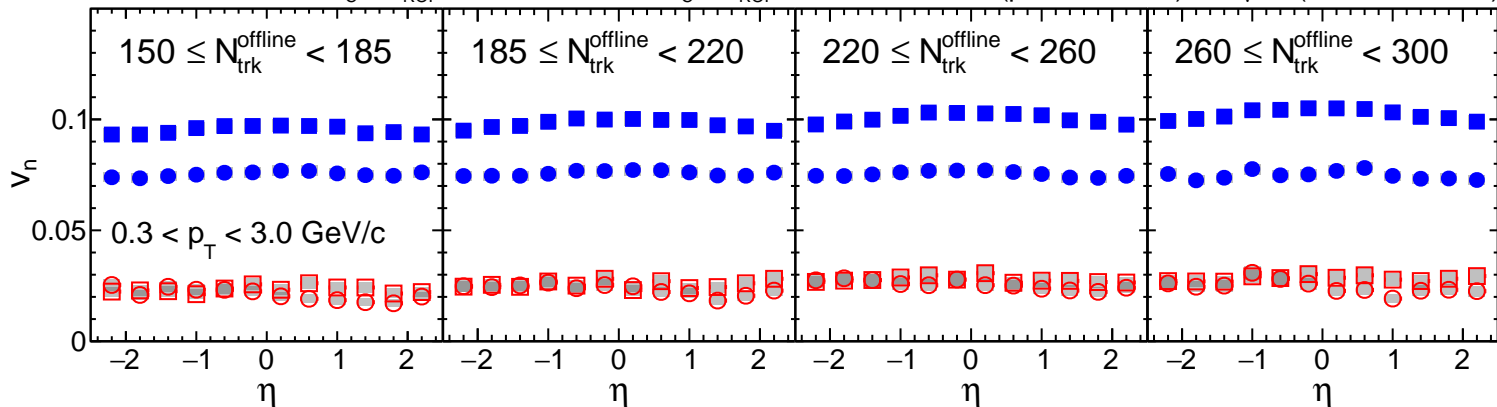 150 ≤ N_trk^offline < 185
185 ≤ N_trk^offline < 220
220 ≤ N_trk^offline < 260
260 ≤ N_trk^offline < 300
0.1
v_n
0.05
0.3 < p_T < 3.0 GeV/c
0
−2 −1 0 1 2
−2 −1 0 1 2
−2 −1 0 1 2
−2 −1 0 1 2
η
η
η
η